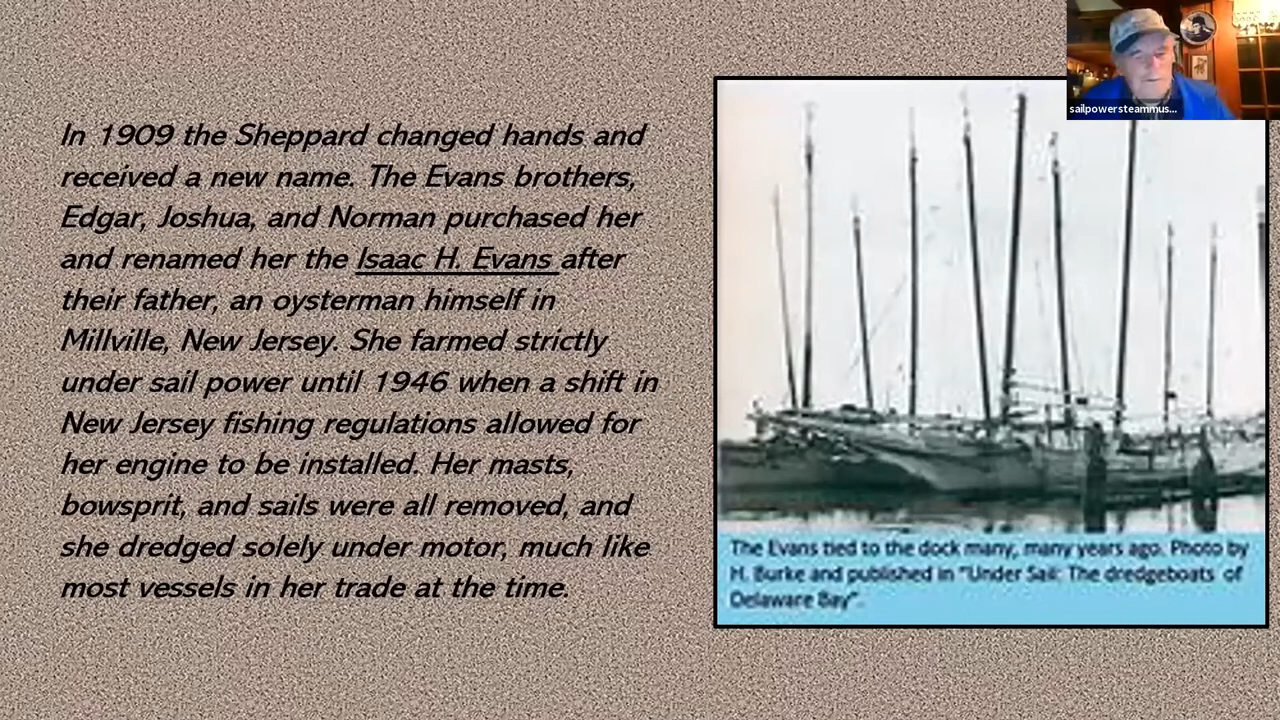 In 1909 the Sheppard changed hands and
received a new name. The Evans brothers,
Edgar, Joshua, and Norman purchased her
and renamed her the Isaac H. Evans after
their father, an oysterman himself in
Millville, New Jersey. She farmed strictly
under sail power until 1946 when a shift in
New Jersey fishing regulations allowed for
her engine to be installed. Her masts,
bowsprit, and sails were all removed, and
she dredged solely under motor, much like
most vessels in her trade at the time.
sailpowersteammus...
The Evans tied to the dock many, many years ago. Photo by
H. Burke and published in "Under Sail: The dredgeboats of
Delaware Bay".